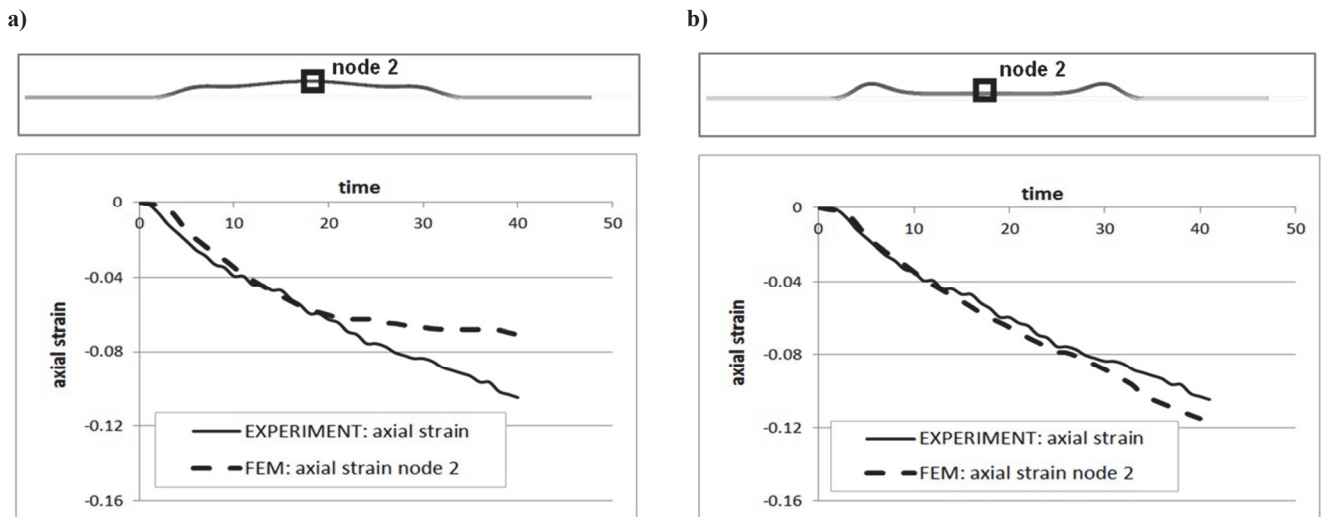 a)
node 2
time
0
0
10
20
30
40
50
-0.04
-0.08
-0.12
-0.16
axial strain
EXPERIMENT: axial strain
FEM: axial strain node 2
b)
node 2
time
0
0
10
20
30
40
50
-0.04
-0.08
-0.12
-0.16
axial strain
EXPERIMENT: axial strain
FEM: axial strain node 2